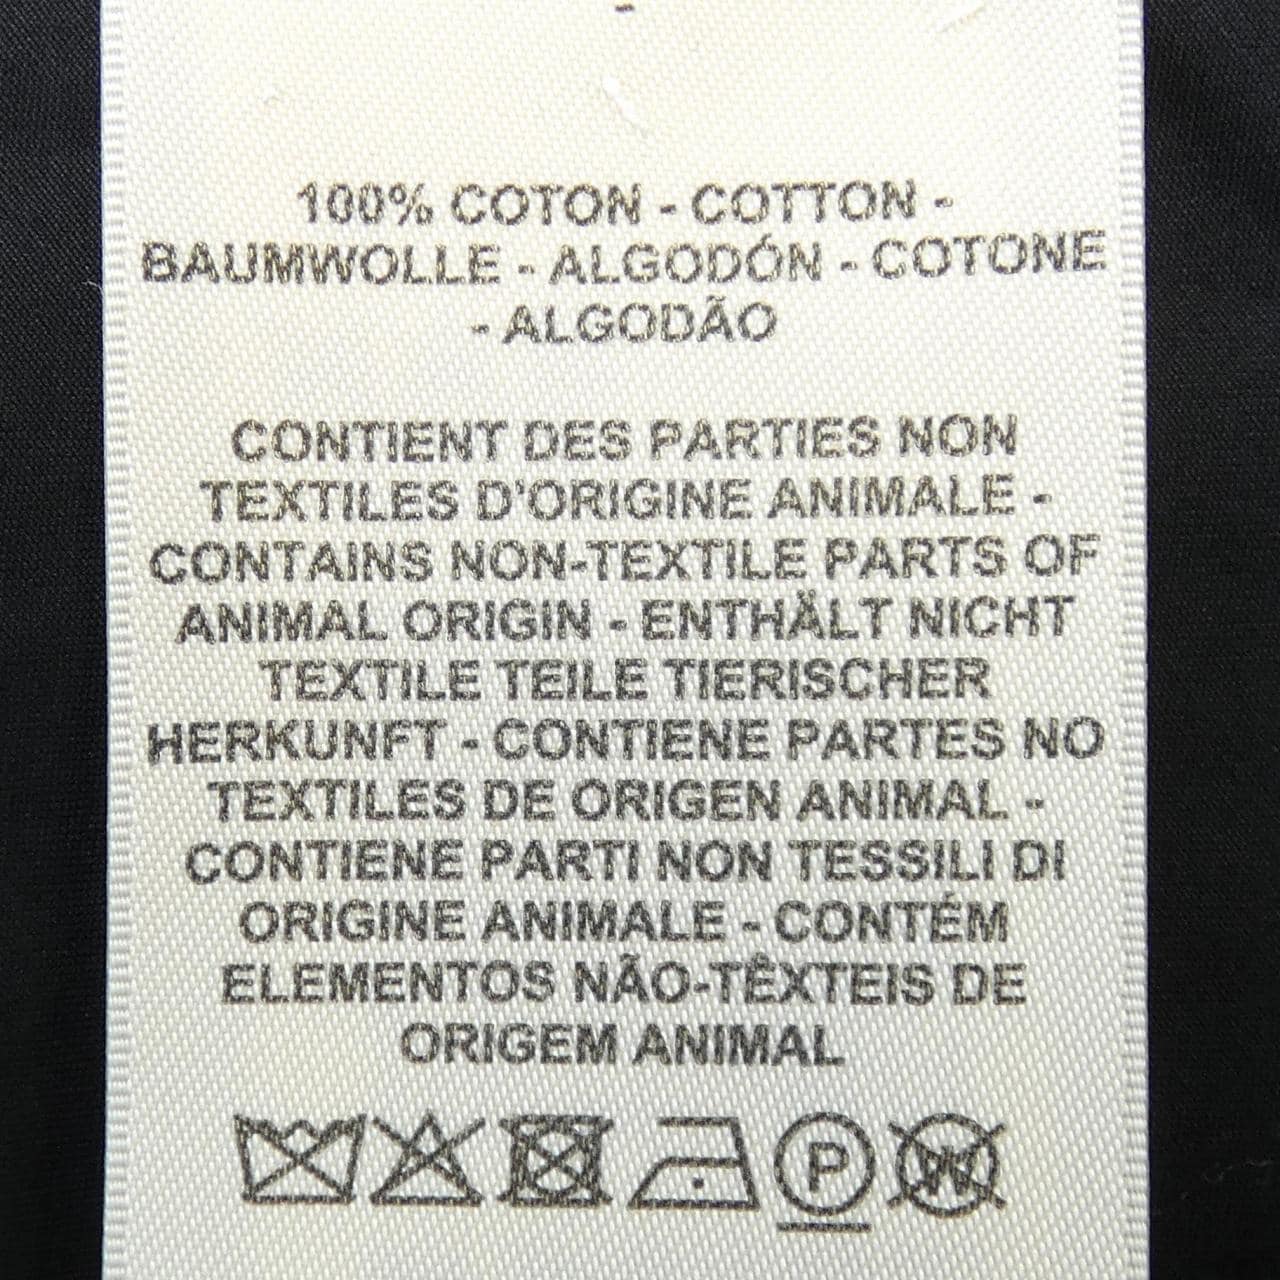 100% COTON - COTTON -
BAUMWOLLE - ALGODÓN - COTONE
- ALGODÃO
CONTIENT DES PARTIES NON
TEXTILES D'ORIGINE ANIMALE -
CONTAINS NON-TEXTILE PARTS OF
ANIMAL ORIGIN - ENTHÄLT NICHT
TEXTILE TEILE TIERISCHER
HERKUNFT - CONTIENE PARTES NO
TEXTILES DE ORIGEN ANIMAL -
CONTIENE PARTI NON TESSILI DI
ORIGINE ANIMALE - CONTÉM
ELEMENTOS NÃO-TÊXTEIS DE
ORIGEM ANIMAL
P W